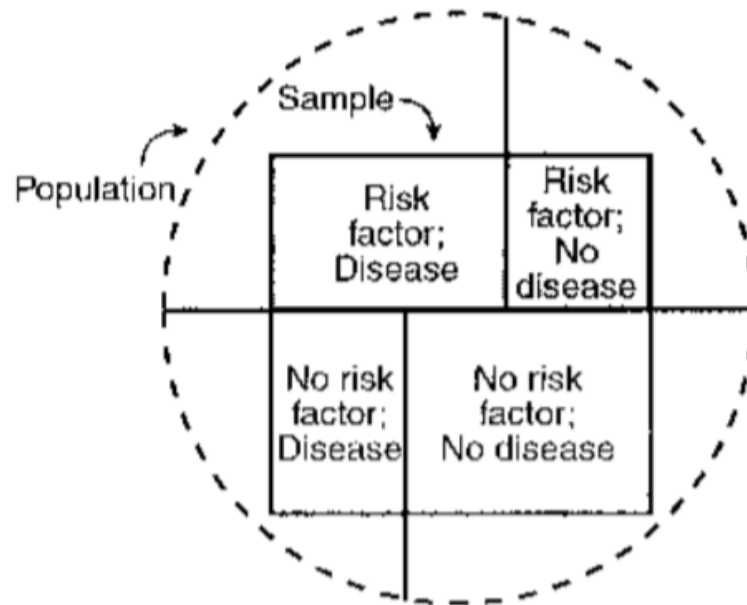 Sample
Population
Risk
factor;
Disease
Risk
factor;
No
disease
No risk
factor;
Disease
No risk
factor;
No disease